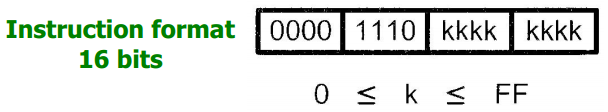 Instruction format
16 bits
0000 1110 kkkk kkkk
0 ≤ k ≤ FF